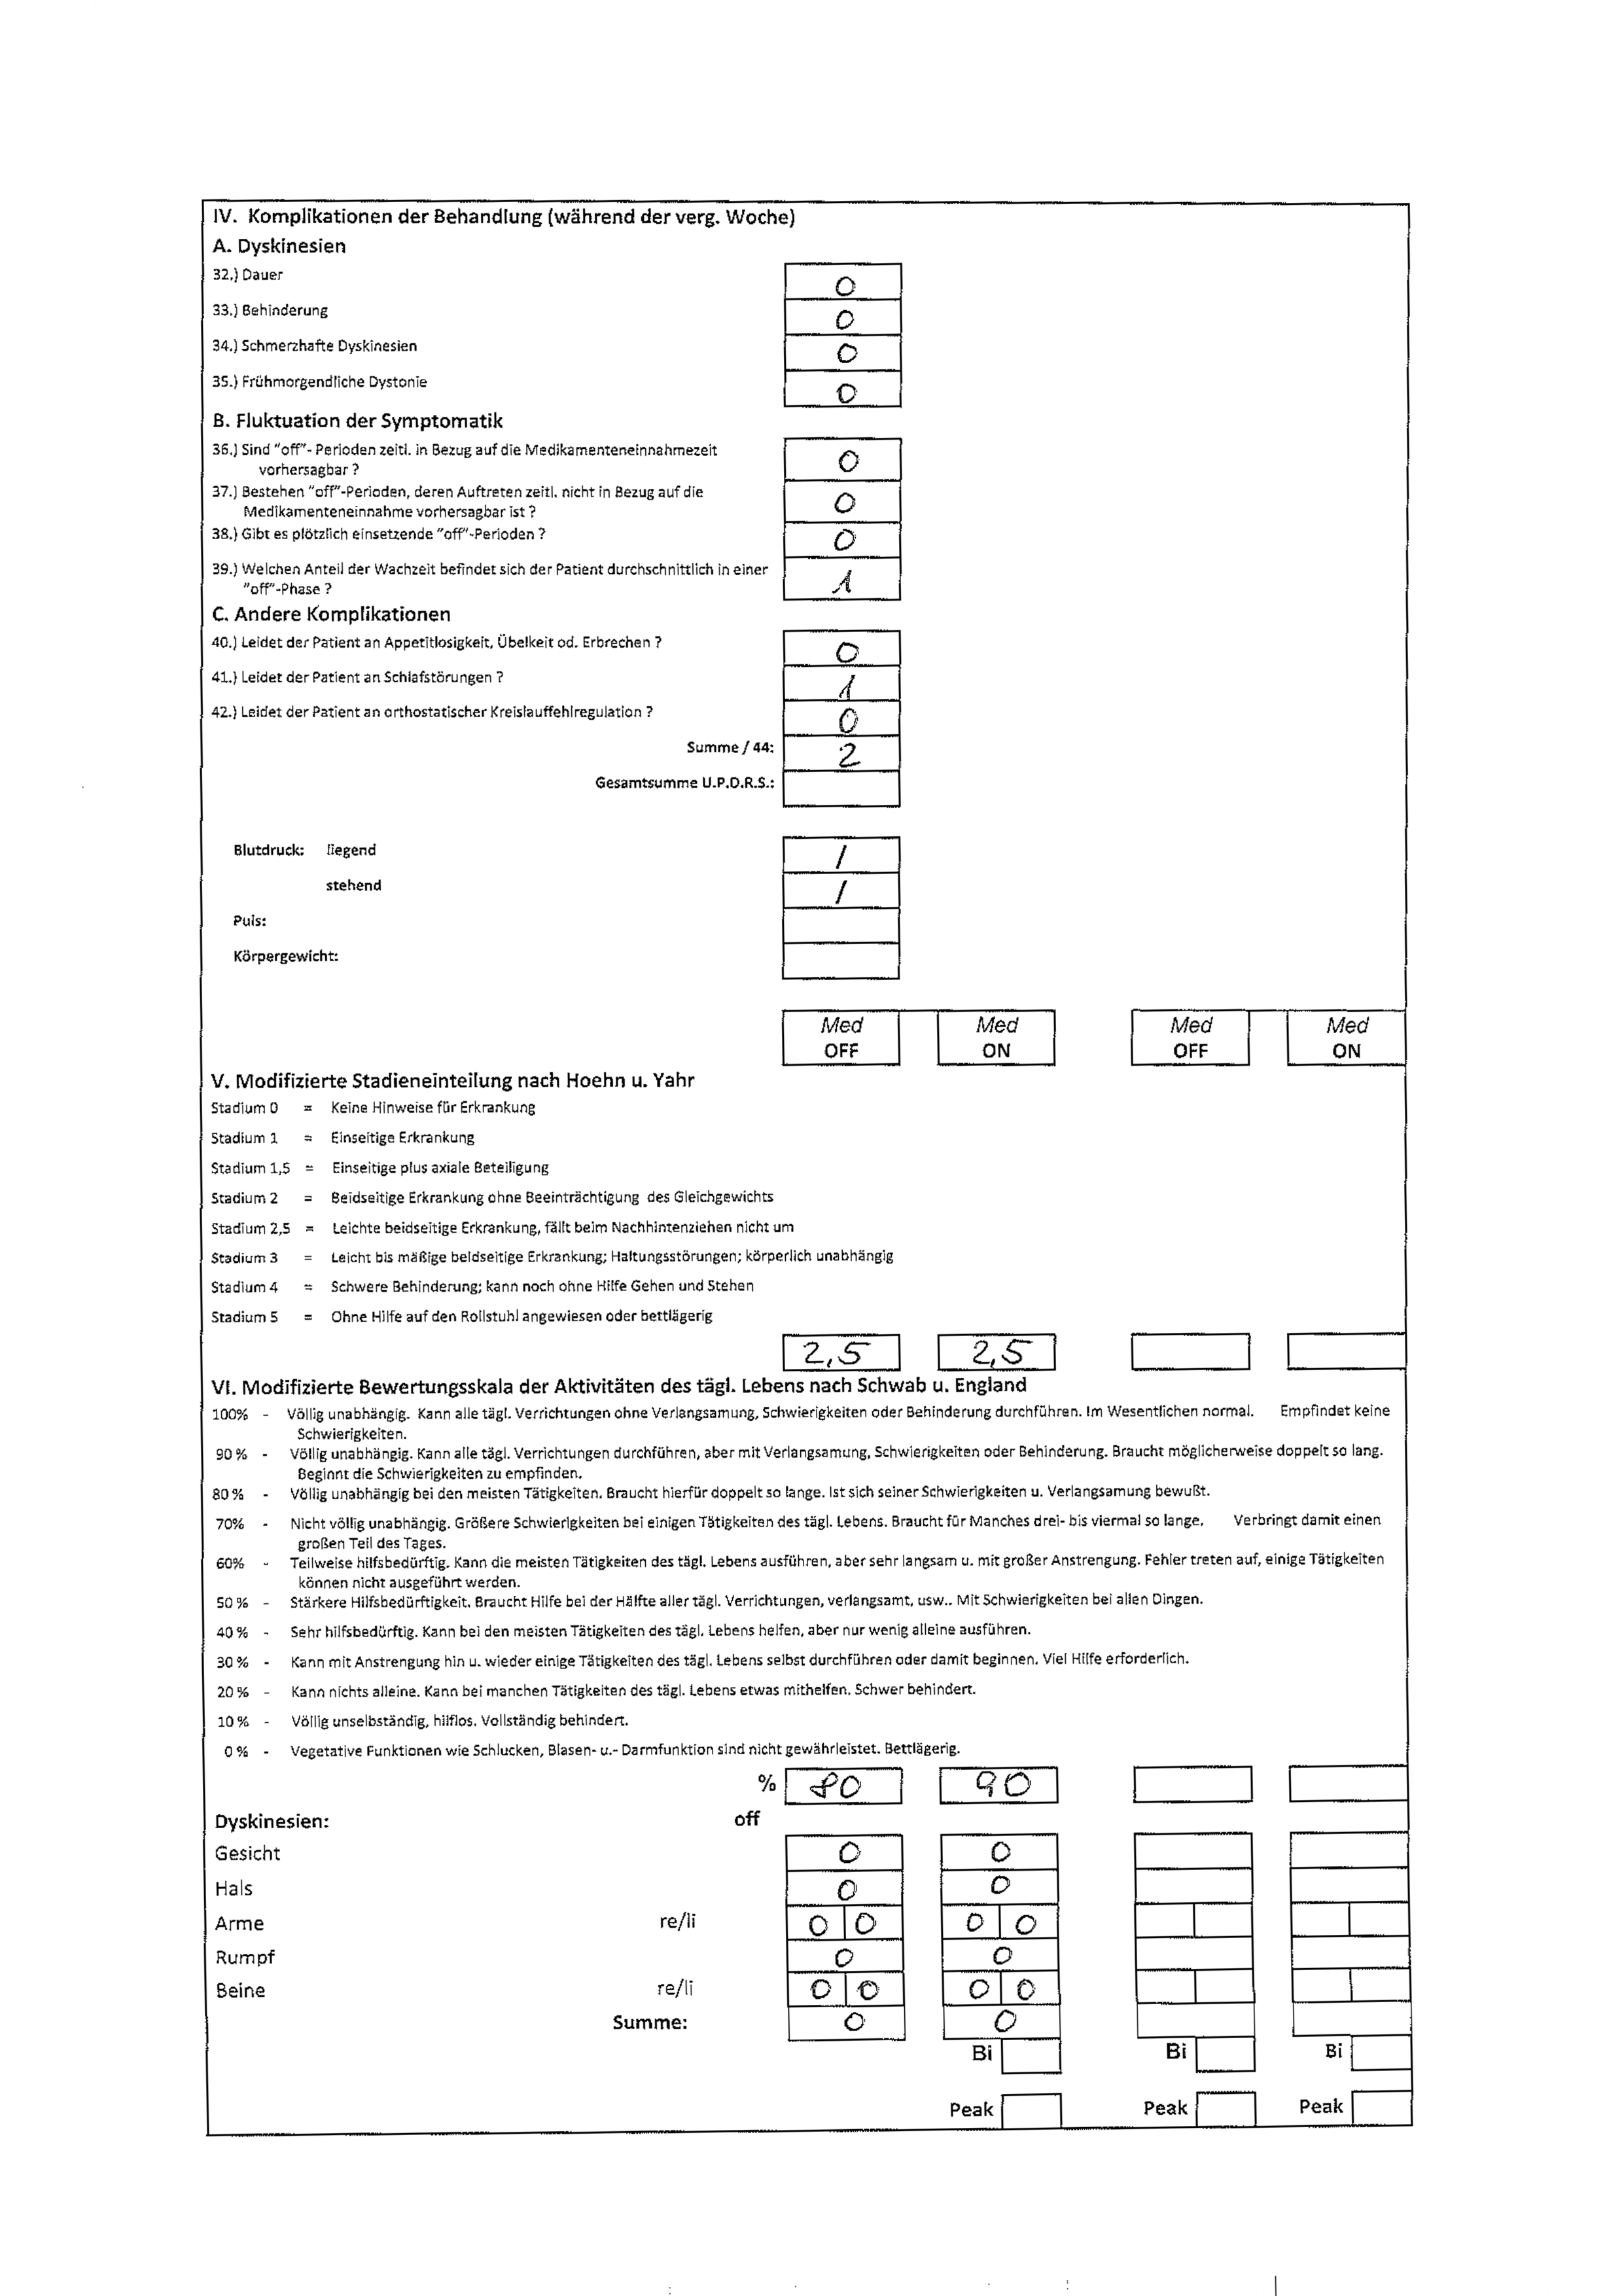 IV. Komplikationen der Behandlung (während der verg. Woche)
A. Dyskinesien
32.) Dauer 0
33.) Behinderung 0
34.) Schmerzhafte Dyskinesien 0
35.) Frühmorgendliche Dystonie 0
B. Fluktuation der Symptomatik
36.) Sind "off"- Perioden zeitl. in Bezug auf die Medikamenteneinnahmezeit
vorhersagbar ? 0
37.) Bestehen "off"-Perioden, deren Auftreten zeitl. nicht in Bezug auf die
Medikamenteneinnahme vorhersagbar ist ? 0
38.) Gibt es plötzlich einsetzende "off"-Perioden ? 0
39.) Welchen Anteil der Wachzeit befindet sich der Patient durchschnittlich in einer
"off"-Phase ? 1
C. Andere Komplikationen
40.) Leidet der Patient an Appetitlosigkeit, Übelkeit od. Erbrechen ? 0
41.) Leidet der Patient an Schlafstörungen ? 1
42.) Leidet der Patient an orthostatischer Kreislauffehlregulation ? 0
Summe / 44: 2
Gesamtsumme U.P.D.R.S.:
Blutdruck: liegend /
stehend /
Puls:
Körpergewicht:
Med Med Med Med
OFF ON OFF ON
V. Modifizierte Stadieneinteilung nach Hoehn u. Yahr
Stadium 0 = Keine Hinweise für Erkrankung
Stadium 1 = Einseitige Erkrankung
Stadium 1,5 = Einseitige plus axiale Beteiligung
Stadium 2 = Beidseitige Erkrankung ohne Beeinträchtigung des Gleichgewichts
Stadium 2,5 = Leichte beidseitige Erkrankung, fällt beim Nachhintenziehen nicht um
Stadium 3 = Leicht bis mäßige beidseitige Erkrankung; Haltungsstörungen; körperlich unabhängig
Stadium 4 = Schwere Behinderung; kann noch ohne Hilfe Gehen und Stehen
Stadium 5 = Ohne Hilfe auf den Rollstuhl angewiesen oder bettlägerig
2,5 2,5
VI. Modifizierte Bewertungsskala der Aktivitäten des tägl. Lebens nach Schwab u. England
100% - Völlig unabhängig. Kann alle tägl. Verrichtungen ohne Verlangsamung, Schwierigkeiten oder Behinderung durchführen. Im Wesentlichen normal. Empfindet keine
Schwierigkeiten.
90 % - Völlig unabhängig. Kann alle tägl. Verrichtungen durchführen, aber mit Verlangsamung, Schwierigkeiten oder Behinderung. Braucht möglicherweise doppelt so lang.
Beginnt die Schwierigkeiten zu empfinden.
80 % - Völlig unabhängig bei den meisten Tätigkeiten. Braucht hierfür doppelt so lange. Ist sich seiner Schwierigkeiten u. Verlangsamung bewußt.
70% - Nicht völlig unabhängig. Größere Schwierigkeiten bei einigen Tätigkeiten des tägl. Lebens. Braucht für Manches drei- bis viermal so lange. Verbringt damit einen
großen Teil des Tages.
60% - Teilweise hilfsbedürftig. Kann die meisten Tätigkeiten des tägl. Lebens ausführen, aber sehr langsam u. mit großer Anstrengung. Fehler treten auf, einige Tätigkeiten
können nicht ausgeführt werden.
50 % - Stärkere Hilfsbedürftigkeit. Braucht Hilfe bei der Hälfte aller tägl. Verrichtungen, verlangsamt, usw.. Mit Schwierigkeiten bei allen Dingen.
40 % - Sehr hilfsbedürftig. Kann bei den meisten Tätigkeiten des tägl. Lebens helfen, aber nur wenig alleine ausführen.
30 % - Kann mit Anstrengung hin u. wieder einige Tätigkeiten des tägl. Lebens selbst durchführen oder damit beginnen. Viel Hilfe erforderlich.
20 % - Kann nichts alleine. Kann bei manchen Tätigkeiten des tägl. Lebens etwas mithelfen. Schwer behindert.
10 % - Völlig unselbständig, hilflos. Vollständig behindert.
0 % - Vegetative Funktionen wie Schlucken, Blasen- u.- Darmfunktion sind nicht gewährleistet. Bettlägerig.
% 80 90
Dyskinesien: off
Gesicht 0 0
Hals 0 0
Arme re/li 0 0 0 0
Rumpf 0 0
Beine re/li 0 0 0 0
Summe: 0 0
Bi Bi Bi
Peak Peak Peak